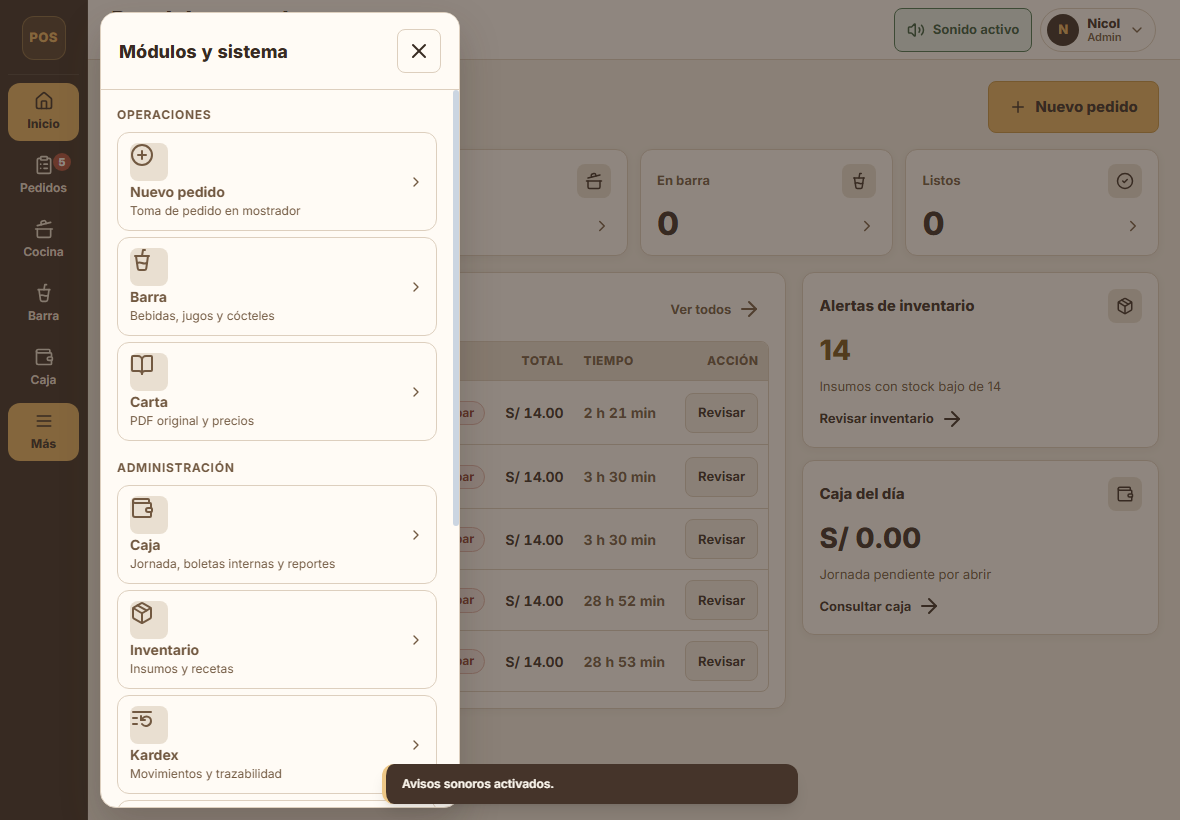 POS
Inicio
5
Pedidos
Cocina
Barra
Caja
Más
Módulos y sistema
OPERACIONES
Nuevo pedido
Toma de pedido en mostrador
Barra
Bebidas, jugos y cócteles
Carta
PDF original y precios
ADMINISTRACIÓN
Caja
Jornada, boletas internas y reportes
Inventario
Insumos y recetas
Kardex
Movimientos y trazabilidad
Sonido activo
N
Nicol
Admin
Nuevo pedido
En barra
0
Listos
0
Ver todos
TOTAL TIEMPO ACCIÓN
S/ 14.00 2 h 21 min Revisar
S/ 14.00 3 h 30 min Revisar
S/ 14.00 3 h 30 min Revisar
S/ 14.00 28 h 52 min Revisar
S/ 14.00 28 h 53 min Revisar
Alertas de inventario
14
Insumos con stock bajo de 14
Revisar inventario
Caja del día
S/ 0.00
Jornada pendiente por abrir
Consultar caja
Avisos sonoros activados.